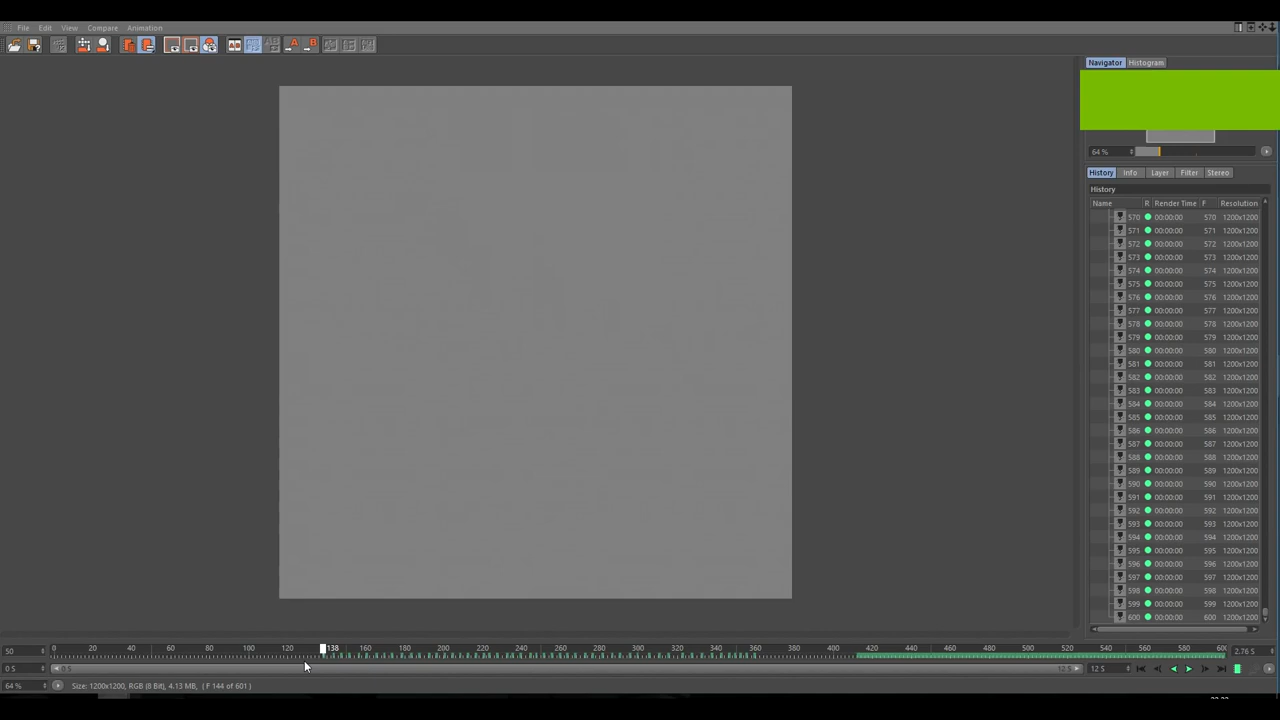 File Edit View Compare Animation
Navigator Histogram
64 %
History Info Layer Filter Stereo
History
Name R Render Time F Resolution
570 00:00:00 570 1200x1200
571 00:00:00 571 1200x1200
572 00:00:00 572 1200x1200
573 00:00:00 573 1200x1200
574 00:00:00 574 1200x1200
575 00:00:00 575 1200x1200
576 00:00:00 576 1200x1200
577 00:00:00 577 1200x1200
578 00:00:00 578 1200x1200
579 00:00:00 579 1200x1200
580 00:00:00 580 1200x1200
581 00:00:00 581 1200x1200
582 00:00:00 582 1200x1200
583 00:00:00 583 1200x1200
584 00:00:00 584 1200x1200
585 00:00:00 585 1200x1200
586 00:00:00 586 1200x1200
587 00:00:00 587 1200x1200
588 00:00:00 588 1200x1200
589 00:00:00 589 1200x1200
590 00:00:00 590 1200x1200
591 00:00:00 591 1200x1200
592 00:00:00 592 1200x1200
593 00:00:00 593 1200x1200
594 00:00:00 594 1200x1200
595 00:00:00 595 1200x1200
596 00:00:00 596 1200x1200
597 00:00:00 597 1200x1200
598 00:00:00 598 1200x1200
599 00:00:00 599 1200x1200
600 00:00:00 600 1200x1200
50 0 20 40 60 80 100 120 138 160 180 200 220 240 260 280 300 320 340 360 380 400 420 440 460 480 500 520 540 560 580 600 2.76 S
0 S 0 S 12 S 12 S
64 % Size: 1200x1200, RGB (8 Bit), 4.13 MB, ( F 144 of 601 )